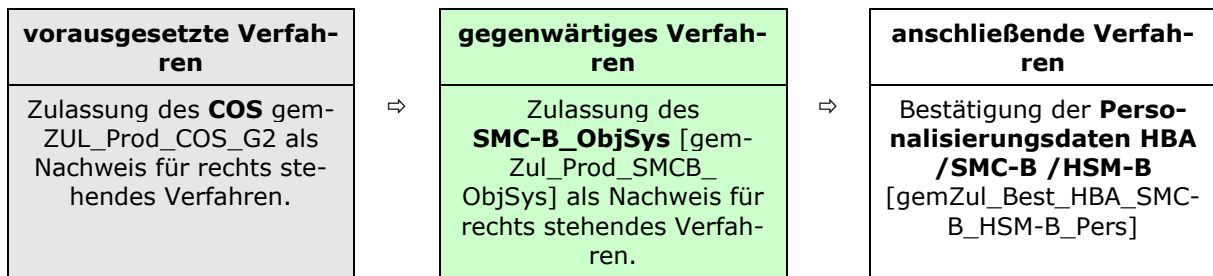 vorausgesetzte Verfah-
ren
Zulassung des COS gem-
ZUL_Prod_COS_G2 als
Nachweis für rechts ste-
hendes Verfahren.
⇨
gegenwärtiges Verfah-
ren
Zulassung des
SMC-B_ObjSys [gem-
Zul_Prod_SMCB_
ObjSys] als Nachweis für
rechts stehendes Verfah-
ren.
⇨
anschließende Verfah-
ren
Bestätigung der Perso-
nalisierungsdaten HBA
/SMC-B /HSM-B
[gemZul_Best_HBA_SMC-
B_HSM-B_Pers]